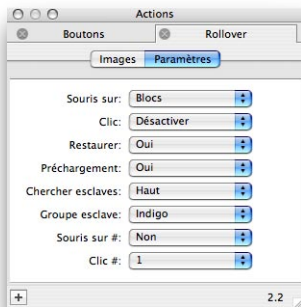 Actions
Boutons Rollover
Images Paramètres
Souris sur: Blocs
Clic: Désactiver
Restaurer: Oui
Préchargement: Oui
Chercher esclaves: Haut
Groupe esclave: Indigo
Souris sur #: Non
Clic #: 1
2.2